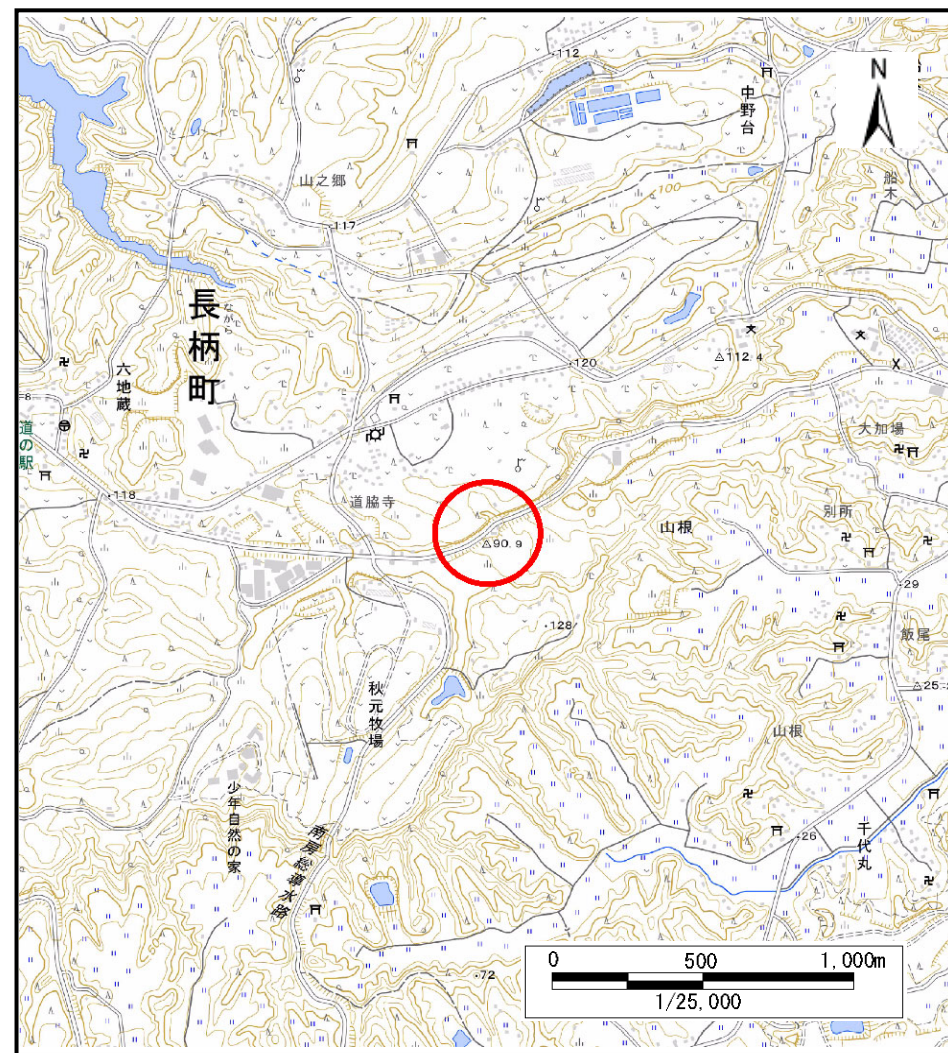 112
N
中野台
船木
山之郷
100
117
100
長柄町
ながら
120
112.4
六地蔵
道の駅
大加場
118
道脇寺
山根
別所
90.9
29
128
飯尾
秋元牧場
山根
少年自然の家
南房総導水路
26
千代丸
72
0 500 1,000m
1/25,000